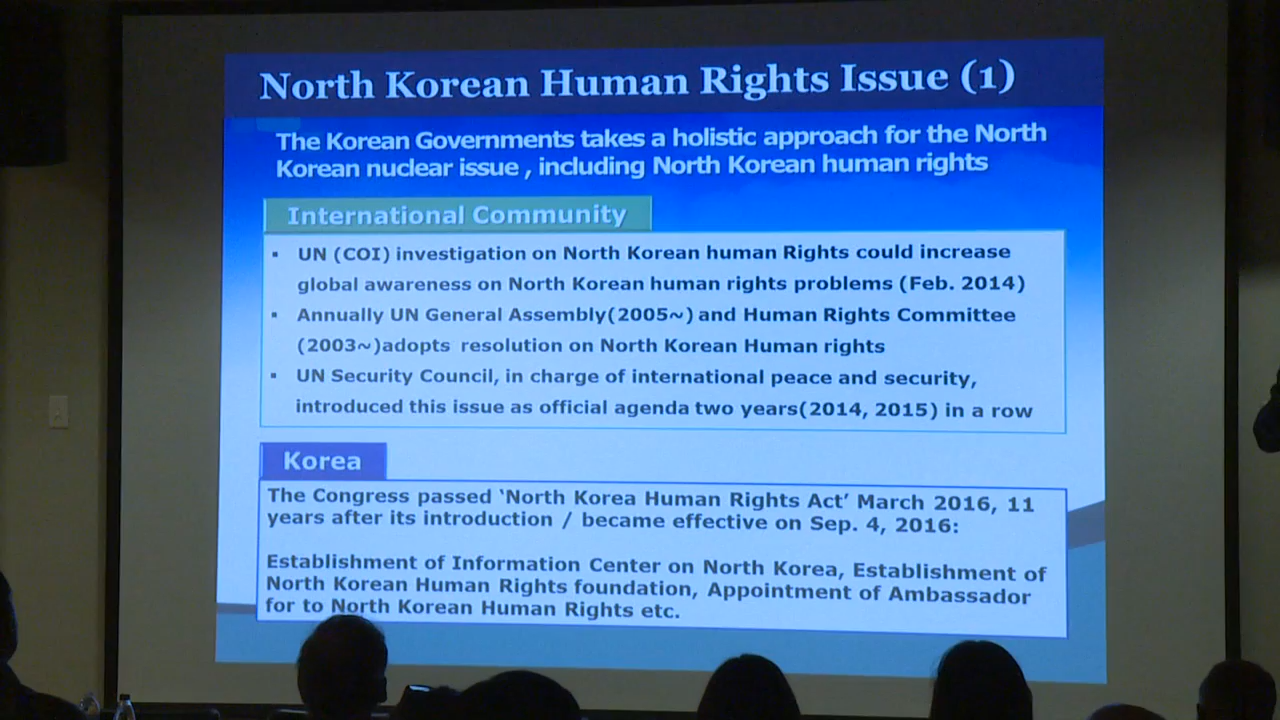 North Korean Human Rights Issue (1)
The Korean Governments takes a holistic approach for the North
Korean nuclear issue , including North Korean human rights
International Community
▪ UN (COI) investigation on North Korean human Rights could increase
global awareness on North Korean human rights problems (Feb. 2014)
▪ Annually UN General Assembly(2005~) and Human Rights Committee
(2003~)adopts resolution on North Korean Human rights
▪ UN Security Council, in charge of international peace and security,
introduced this issue as official agenda two years(2014, 2015) in a row
Korea
The Congress passed ‘North Korea Human Rights Act’ March 2016, 11
years after its introduction / became effective on Sep. 4, 2016:
Establishment of Information Center on North Korea, Establishment of
North Korean Human Rights foundation, Appointment of Ambassador
for to North Korean Human Rights etc.